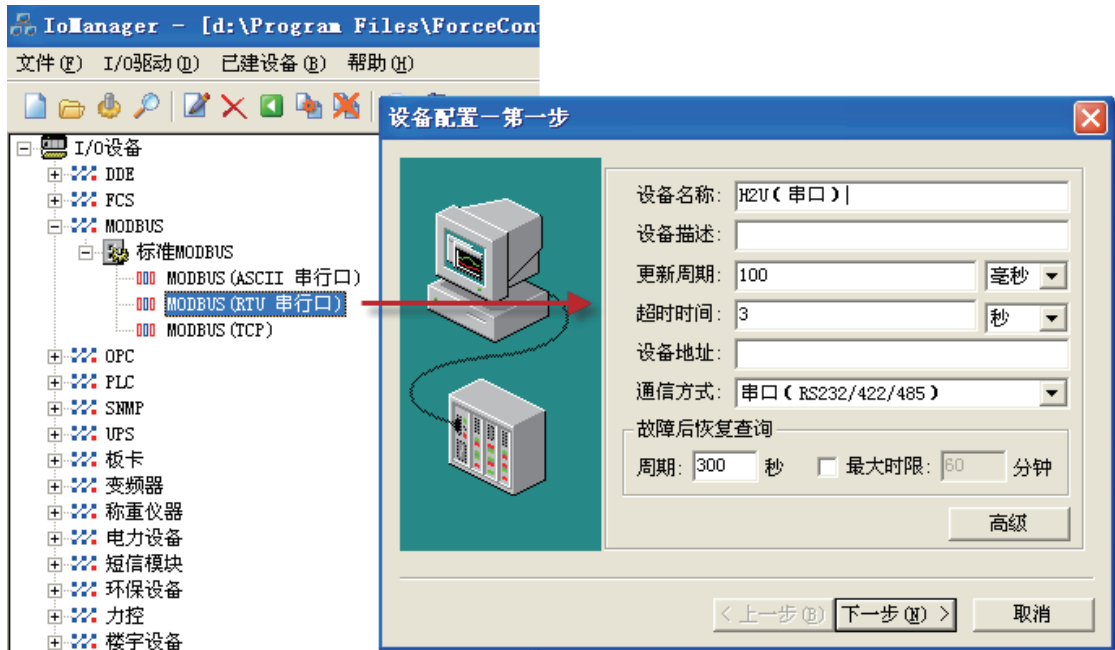 IoManager - [d:\Program Files\ForceCon
文件(F) I/O驱动(D) 已建设备(B) 帮助(H)
I/O设备
DDE
FCS
MODBUS
标准MODBUS
MODBUS(ASCII 串行口)
MODBUS(RTU 串行口)
MODBUS(TCP)
OPC
PLC
SNMP
UPS
板卡
变频器
称重仪器
电力设备
短信模块
环保设备
力控
楼宇设备
设备配置－第一步
设备名称: H2U(串口)
设备描述:
更新周期: 100 毫秒
超时时间: 3 秒
设备地址:
通信方式: 串口(RS232/422/485)
故障后恢复查询
周期: 300 秒 最大时限: 60 分钟
高级
< 上一步(B) 下一步(N) > 取消